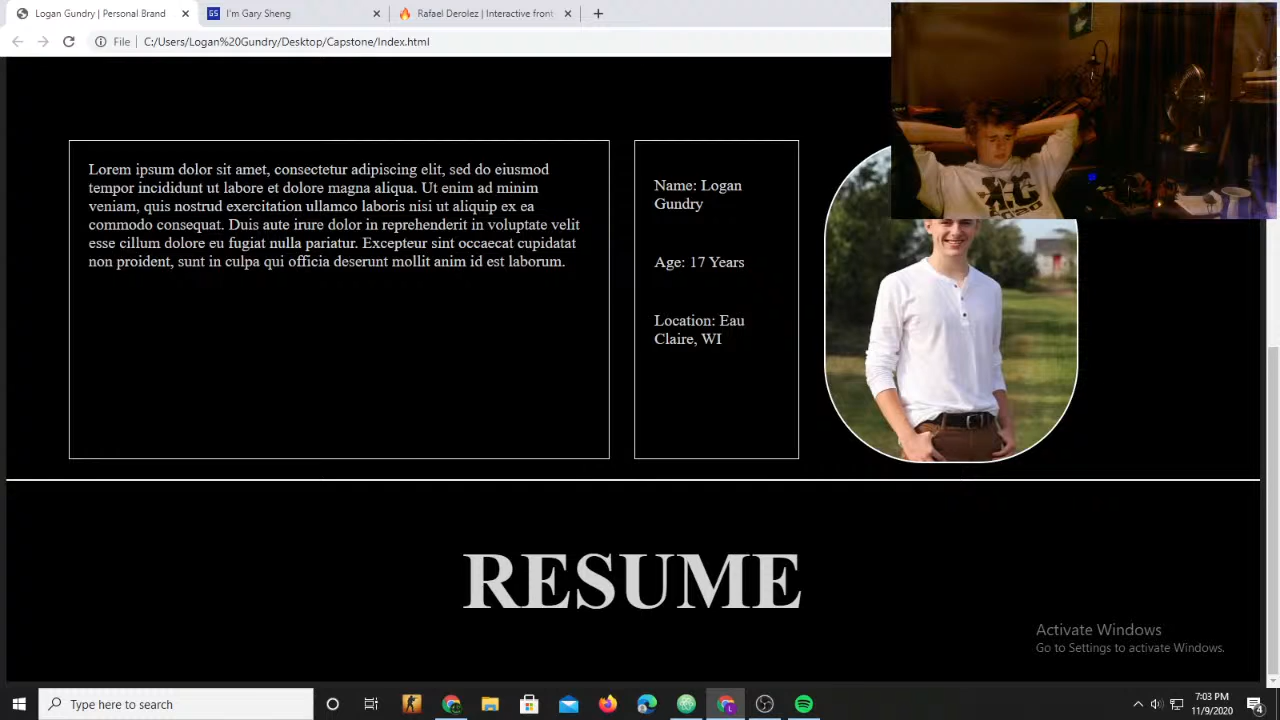 Logan Gundry | Personal Brand
GS I'm Gary Sheng
Rafael Derolez | Interactive front
File | C:/Users/Logan%20Gundry/Desktop/Capstone/Index.html
Lorem ipsum dolor sit amet, consectetur adipiscing elit, sed do eiusmod
tempor incididunt ut labore et dolore magna aliqua. Ut enim ad minim
veniam, quis nostrud exercitation ullamco laboris nisi ut aliquip ex ea
commodo consequat. Duis aute irure dolor in reprehenderit in voluptate velit
esse cillum dolore eu fugiat nulla pariatur. Excepteur sint occaecat cupidatat
non proident, sunt in culpa qui officia deserunt mollit anim id est laborum.
Name: Logan
Gundry
Age: 17 Years
Location: Eau
Claire, WI
RESUME
Activate Windows
Go to Settings to activate Windows.
Type here to search
7:03 PM
11/9/2020
4